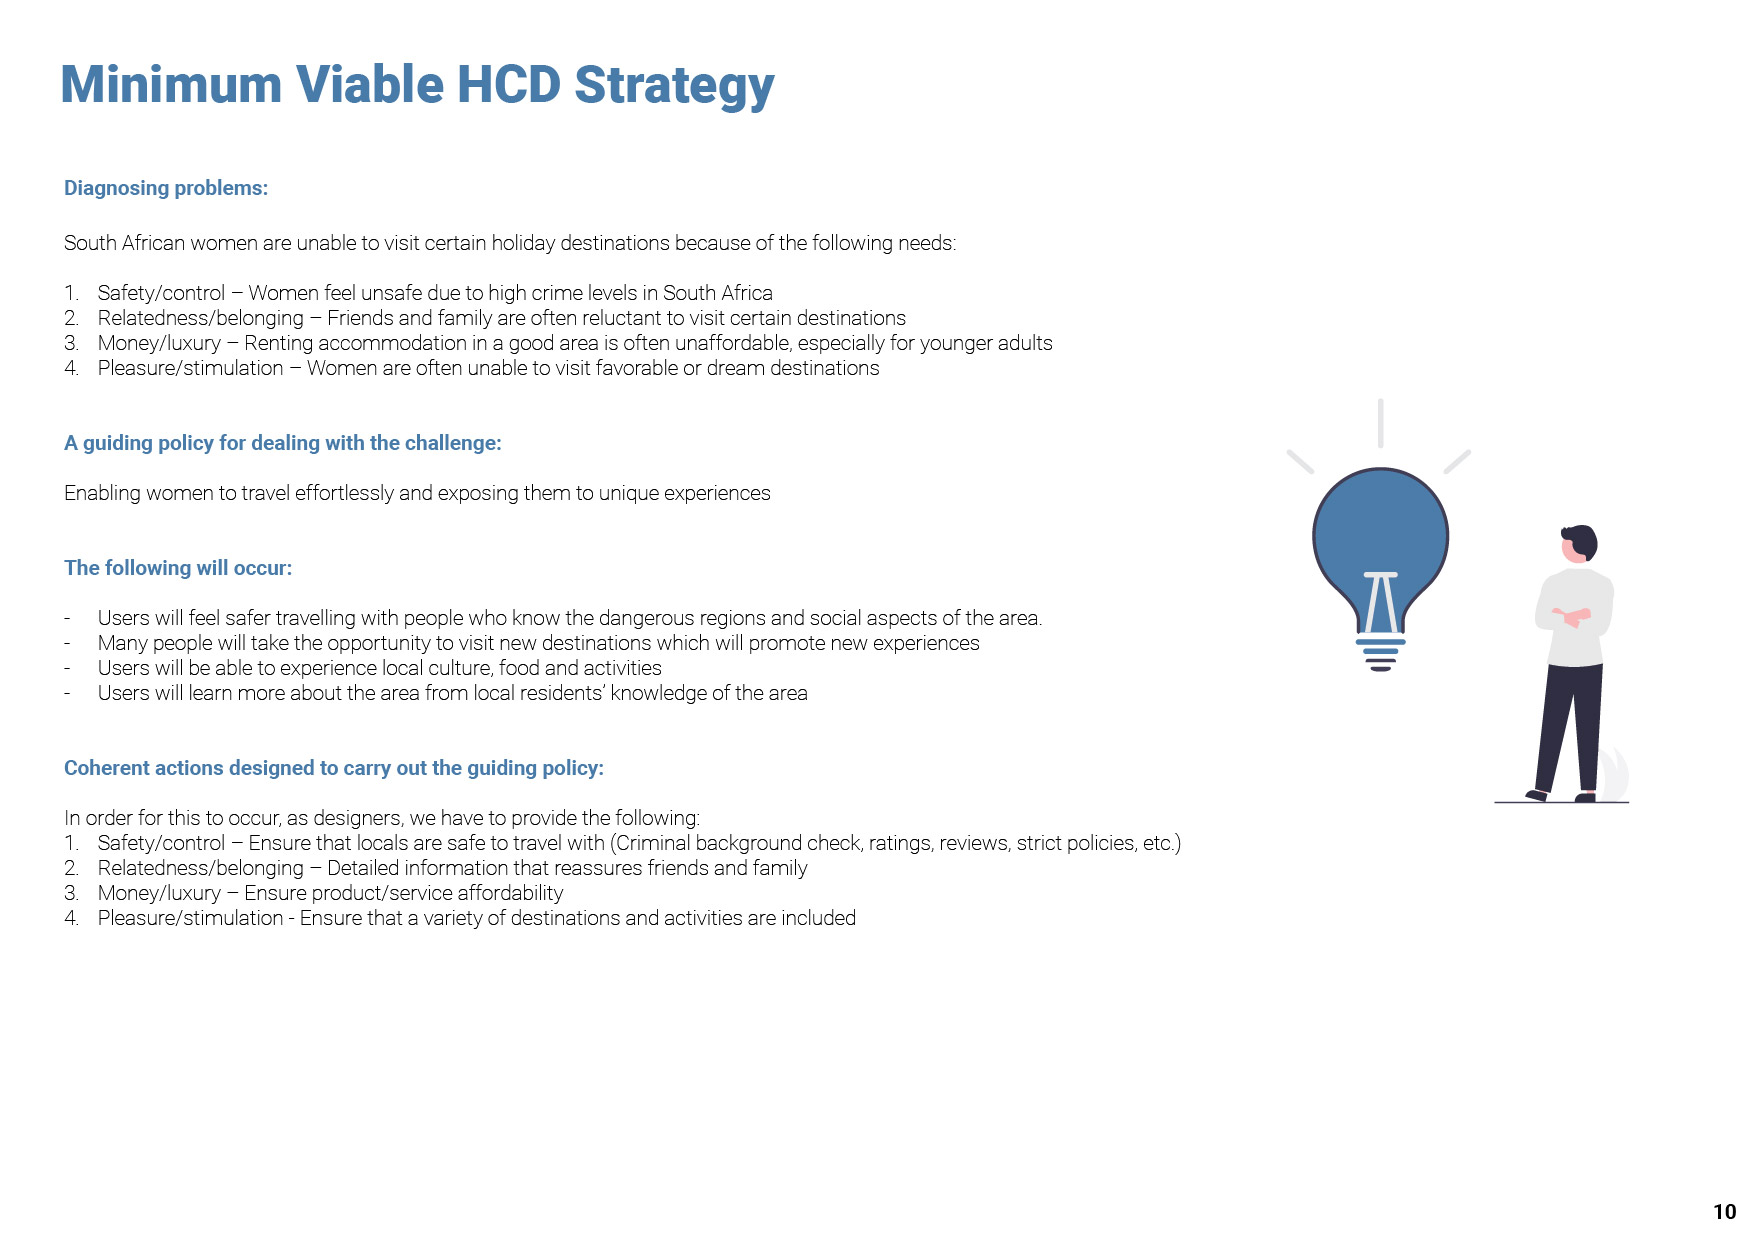 Minimum Viable HCD Strategy
Diagnosing problems:
South African women are unable to visit certain holiday destinations because of the following needs:
1. Safety/control – Women feel unsafe due to high crime levels in South Africa
2. Relatedness/belonging – Friends and family are often reluctant to visit certain destinations
3. Money/luxury – Renting accommodation in a good area is often unaffordable, especially for younger adults
4. Pleasure/stimulation – Women are often unable to visit favorable or dream destinations
A guiding policy for dealing with the challenge:
Enabling women to travel effortlessly and exposing them to unique experiences
The following will occur:
- Users will feel safer travelling with people who know the dangerous regions and social aspects of the area.
- Many people will take the opportunity to visit new destinations which will promote new experiences
- Users will be able to experience local culture, food and activities
- Users will learn more about the area from local residents’ knowledge of the area
Coherent actions designed to carry out the guiding policy:
In order for this to occur, as designers, we have to provide the following:
1. Safety/control – Ensure that locals are safe to travel with (Criminal background check, ratings, reviews, strict policies, etc.)
2. Relatedness/belonging – Detailed information that reassures friends and family
3. Money/luxury – Ensure product/service affordability
4. Pleasure/stimulation - Ensure that a variety of destinations and activities are included
10